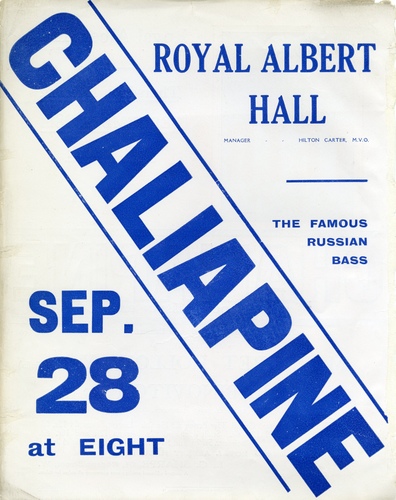 ROYAL ALBERT
HALL
MANAGER - - HILTON CARTER, M.V.O.
CHALIAPINE
THE FAMOUS
RUSSIAN
BASS
SEP.
28
at EIGHT